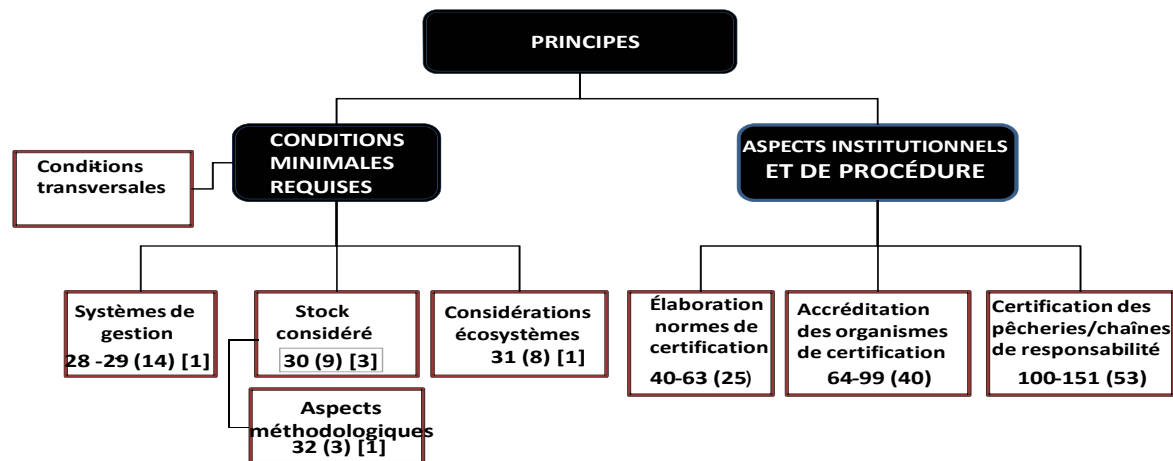 PRINCIPES
CONDITIONS
MINIMALES
REQUISES
ASPECTS INSTITUTIONNELS
ET DE PROCÉDURE
Conditions
transversales
Systèmes de
gestion
28 -29 (14) [1]
Stock
considéré
30 (9) [3]
Considérations
écosystèmes
31 (8) [1]
Élaboration
normes de
certification
40-63 (25)
Accréditation
des organismes
de certification
64-99 (40)
Certification des
pêcheries/chaînes
de responsabilité
100-151 (53)
Aspects
méthodologiques
32 (3) [1]